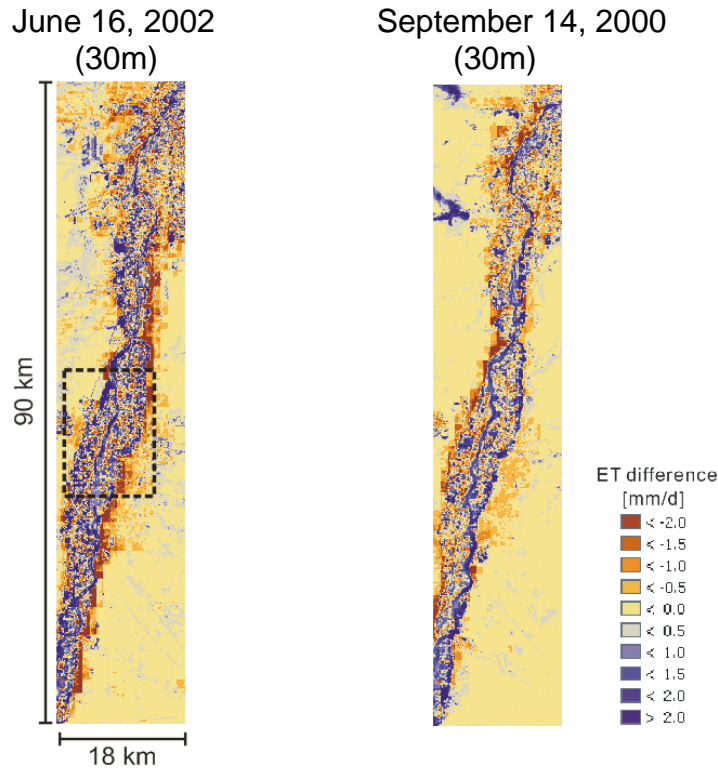 June 16, 2002
(30m)
September 14, 2000
(30m)
90 km
18 km
ET difference
[mm/d]
< -2.0
< -1.5
< -1.0
< -0.5
< 0.0
< 0.5
< 1.0
< 1.5
< 2.0
> 2.0